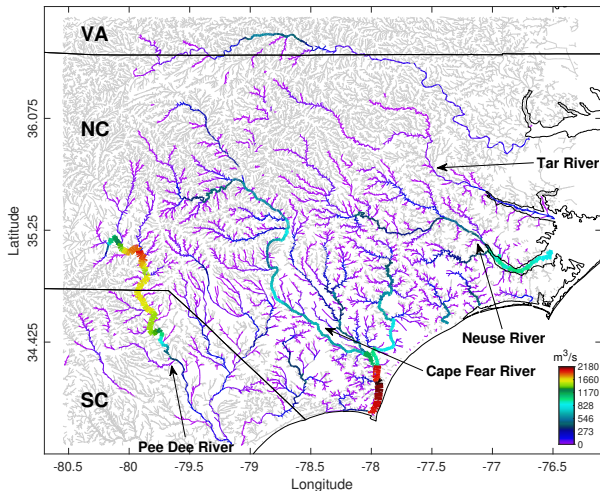 VA
NC
SC
Tar River
Neuse River
Cape Fear River
Pee Dee River
m³/s
2180
1660
1170
828
546
273
0
Latitude
36.075
35.25
34.425
-80.5
-80
-79.5
-79
-78.5
-78
-77.5
-77
-76.5
Longitude